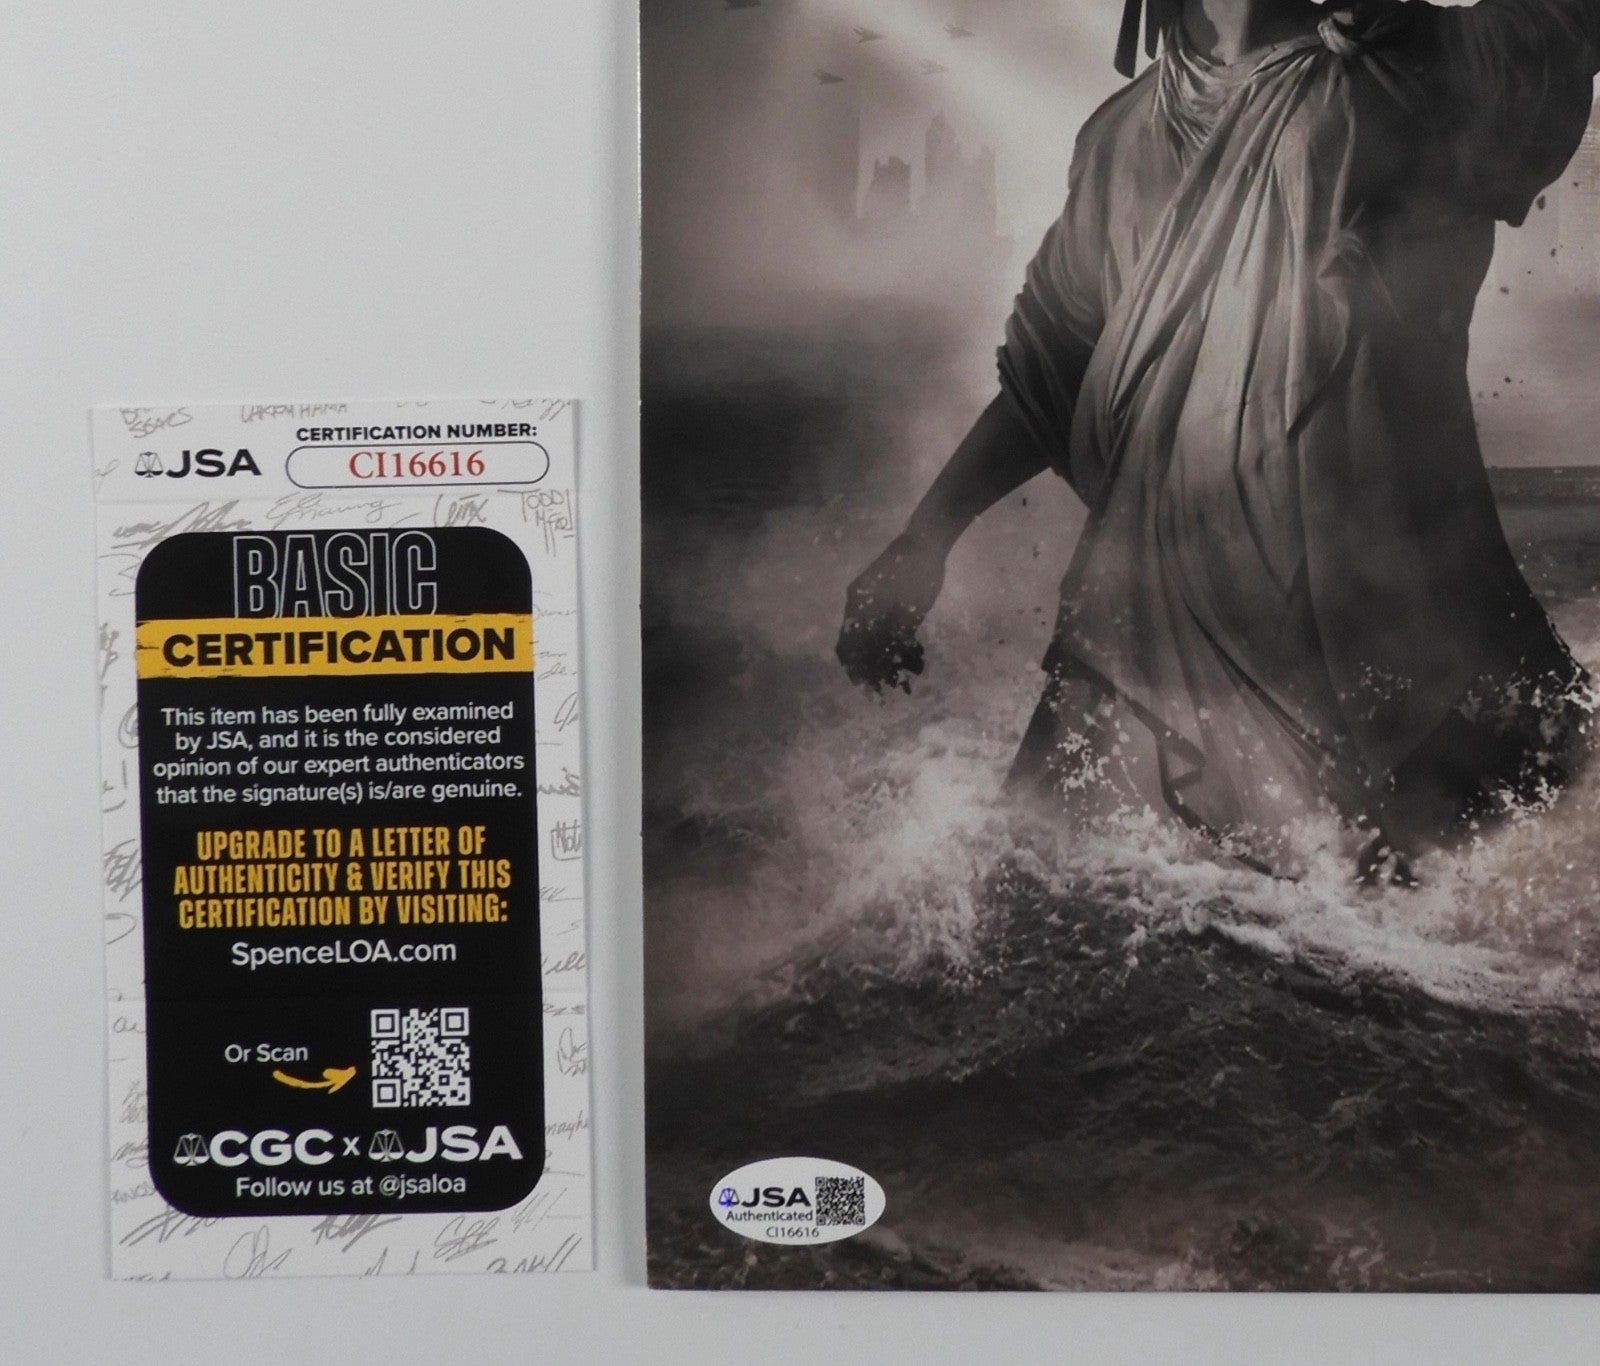 JSA
CERTIFICATION NUMBER:
CI16616
BASIC
CERTIFICATION
This item has been fully examined
by JSA, and it is the considered
opinion of our expert authenticators
that the signature(s) is/are genuine.
UPGRADE TO A LETTER OF
AUTHENTICITY & VERIFY THIS
CERTIFICATION BY VISITING:
SpenceLOA.com
Or Scan
CGC x JSA
Follow us at @jsaloa
JSA
Authenticated
CI16616